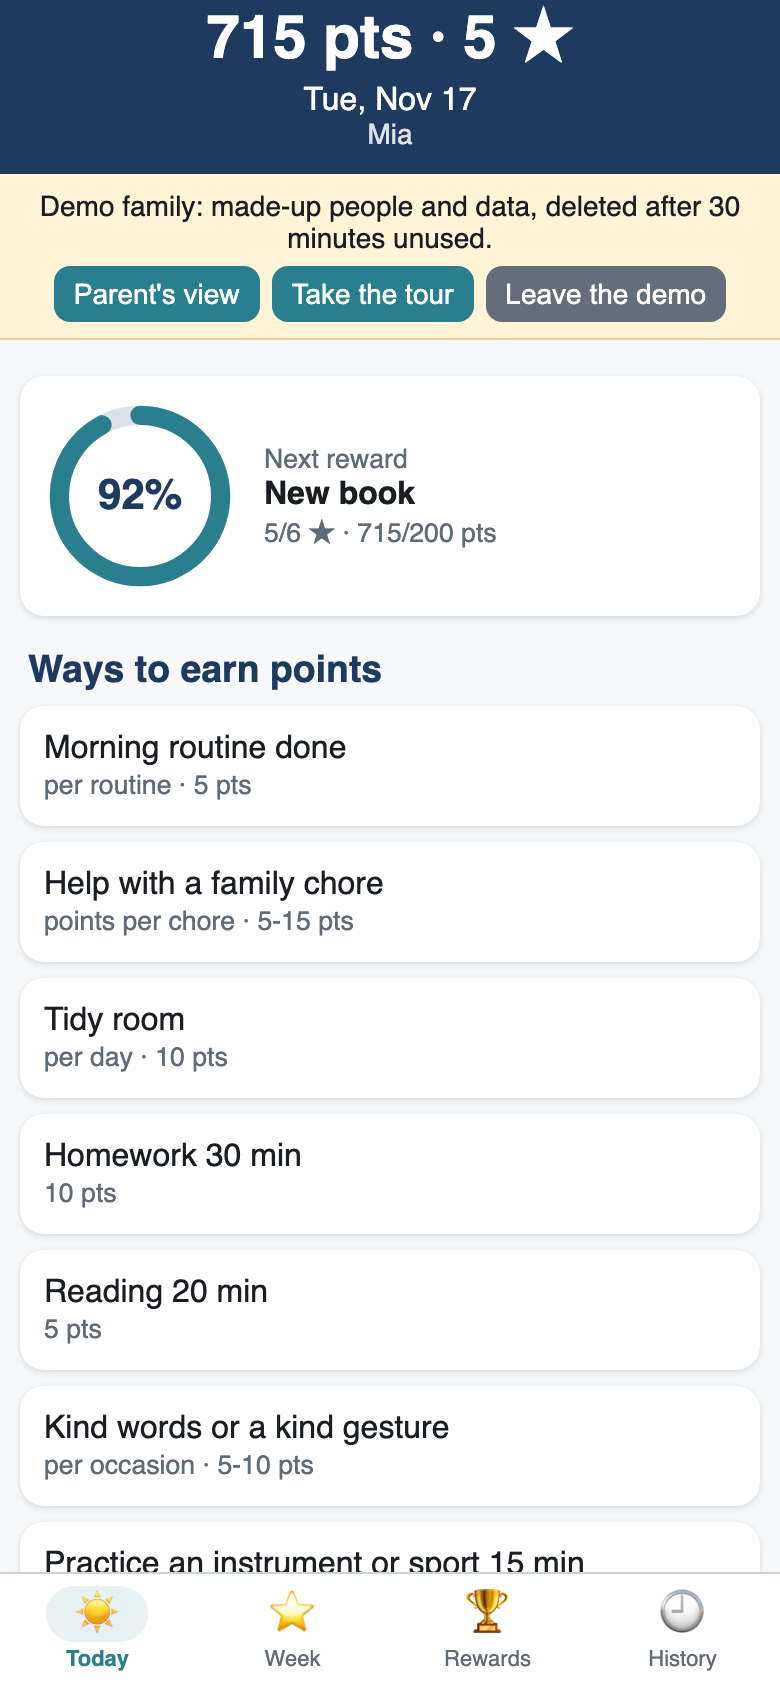 715 pts · 5 ★
Tue, Nov 17
Mia
Demo family: made-up people and data, deleted after 30
minutes unused.
Parent's view
Take the tour
Leave the demo
92%
Next reward
New book
5/6 ★ · 715/200 pts
Ways to earn points
Morning routine done
per routine · 5 pts
Help with a family chore
points per chore · 5-15 pts
Tidy room
per day · 10 pts
Homework 30 min
10 pts
Reading 20 min
5 pts
Kind words or a kind gesture
per occasion · 5-10 pts
Practice an instrument or sport 15 min
Today
Week
Rewards
History